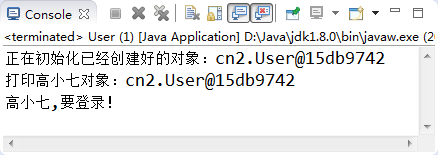 Console
<terminated> User (1) [Java Application] D:\Java\jdk1.8.0\bin\javaw.exe (20
正在初始化已经创建好的对象：cn2.User@15db9742
打印高小七对象：cn2.User@15db9742
高小七,要登录!